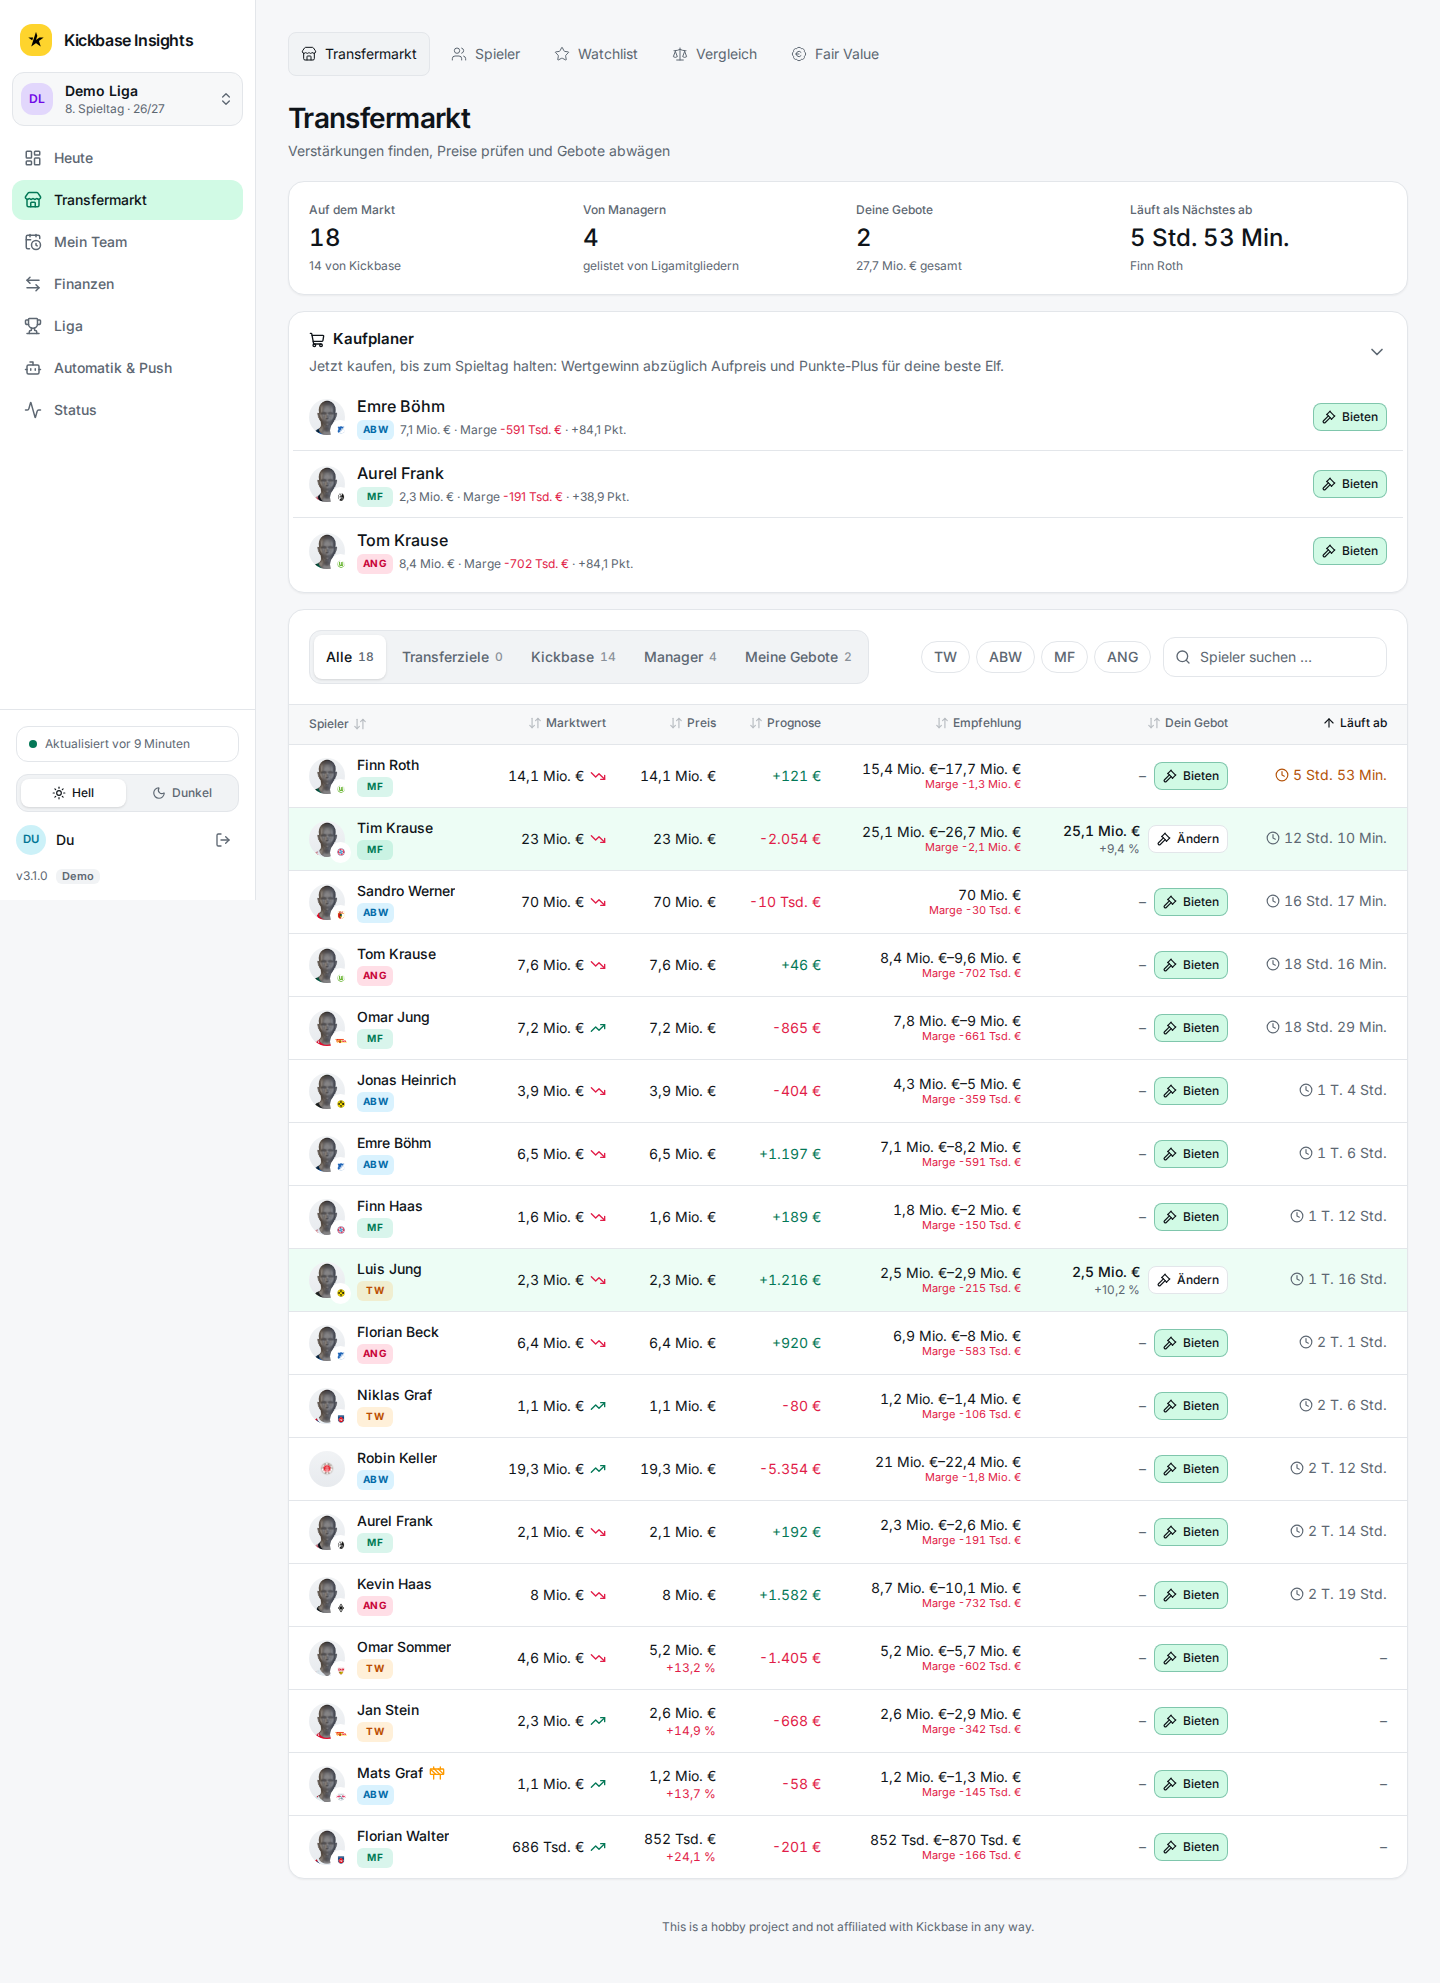 Kickbase Insights
DL
Demo Liga
8. Spieltag · 26/27
Heute
Transfermarkt
Mein Team
Finanzen
Liga
Automatik & Push
Status
Aktualisiert vor 9 Minuten
Hell
Dunkel
DU
Du
v3.1.0
Demo
Transfermarkt
Spieler
Watchlist
Vergleich
Fair Value
Transfermarkt
Verstärkungen finden, Preise prüfen und Gebote abwägen
Auf dem Markt
18
14 von Kickbase
Von Managern
4
gelistet von Ligamitgliedern
Deine Gebote
2
27,7 Mio. € gesamt
Läuft als Nächstes ab
5 Std. 53 Min.
Finn Roth
Kaufplaner
Jetzt kaufen, bis zum Spieltag halten: Wertgewinn abzüglich Aufpreis und Punkte-Plus für deine beste Elf.
Emre Böhm
ABW 7,1 Mio. € · Marge -591 Tsd. € · +84,1 Pkt.
Bieten
Aurel Frank
MF 2,3 Mio. € · Marge -191 Tsd. € · +38,9 Pkt.
Bieten
Tom Krause
ANG 8,4 Mio. € · Marge -702 Tsd. € · +84,1 Pkt.
Bieten
Alle 18 Transferziele 0 Kickbase 14 Manager 4 Meine Gebote 2
TW ABW MF ANG Spieler suchen ...
Spieler Marktwert Preis Prognose Empfehlung Dein Gebot Läuft ab
Finn Roth
MF
14,1 Mio. € 14,1 Mio. € +121 € 15,4 Mio. €–17,7 Mio. €
Marge -1,3 Mio. €
– Bieten 5 Std. 53 Min.
Tim Krause
MF
23 Mio. € 23 Mio. € -2.054 € 25,1 Mio. €–26,7 Mio. €
Marge -2,1 Mio. €
25,1 Mio. €
+9,4 %
Ändern 12 Std. 10 Min.
Sandro Werner
ABW
70 Mio. € 70 Mio. € -10 Tsd. € 70 Mio. €
Marge -30 Tsd. €
– Bieten 16 Std. 17 Min.
Tom Krause
ANG
7,6 Mio. € 7,6 Mio. € +46 € 8,4 Mio. €–9,6 Mio. €
Marge -702 Tsd. €
– Bieten 18 Std. 16 Min.
Omar Jung
MF
7,2 Mio. € 7,2 Mio. € -865 € 7,8 Mio. €–9 Mio. €
Marge -661 Tsd. €
– Bieten 18 Std. 29 Min.
Jonas Heinrich
ABW
3,9 Mio. € 3,9 Mio. € -404 € 4,3 Mio. €–5 Mio. €
Marge -359 Tsd. €
– Bieten 1 T. 4 Std.
Emre Böhm
ABW
6,5 Mio. € 6,5 Mio. € +1.197 € 7,1 Mio. €–8,2 Mio. €
Marge -591 Tsd. €
– Bieten 1 T. 6 Std.
Finn Haas
MF
1,6 Mio. € 1,6 Mio. € +189 € 1,8 Mio. €–2 Mio. €
Marge -150 Tsd. €
– Bieten 1 T. 12 Std.
Luis Jung
TW
2,3 Mio. € 2,3 Mio. € +1.216 € 2,5 Mio. €–2,9 Mio. €
Marge -215 Tsd. €
2,5 Mio. €
+10,2 %
Ändern 1 T. 16 Std.
Florian Beck
ANG
6,4 Mio. € 6,4 Mio. € +920 € 6,9 Mio. €–8 Mio. €
Marge -583 Tsd. €
– Bieten 2 T. 1 Std.
Niklas Graf
TW
1,1 Mio. € 1,1 Mio. € -80 € 1,2 Mio. €–1,4 Mio. €
Marge -106 Tsd. €
– Bieten 2 T. 6 Std.
Robin Keller
ABW
19,3 Mio. € 19,3 Mio. € -5.354 € 21 Mio. €–22,4 Mio. €
Marge -1,8 Mio. €
– Bieten 2 T. 12 Std.
Aurel Frank
MF
2,1 Mio. € 2,1 Mio. € +192 € 2,3 Mio. €–2,6 Mio. €
Marge -191 Tsd. €
– Bieten 2 T. 14 Std.
Kevin Haas
ANG
8 Mio. € 8 Mio. € +1.582 € 8,7 Mio. €–10,1 Mio. €
Marge -732 Tsd. €
– Bieten 2 T. 19 Std.
Omar Sommer
TW
4,6 Mio. € 5,2 Mio. €
+13,2 %
-1.405 € 5,2 Mio. €–5,7 Mio. €
Marge -602 Tsd. €
– Bieten –
Jan Stein
TW
2,3 Mio. € 2,6 Mio. €
+14,9 %
-668 € 2,6 Mio. €–2,9 Mio. €
Marge -342 Tsd. €
– Bieten –
Mats Graf
ABW
1,1 Mio. € 1,2 Mio. €
+13,7 %
-58 € 1,2 Mio. €–1,3 Mio. €
Marge -145 Tsd. €
– Bieten –
Florian Walter
MF
686 Tsd. € 852 Tsd. €
+24,1 %
-201 € 852 Tsd. €–870 Tsd. €
Marge -166 Tsd. €
– Bieten –
This is a hobby project and not affiliated with Kickbase in any way.